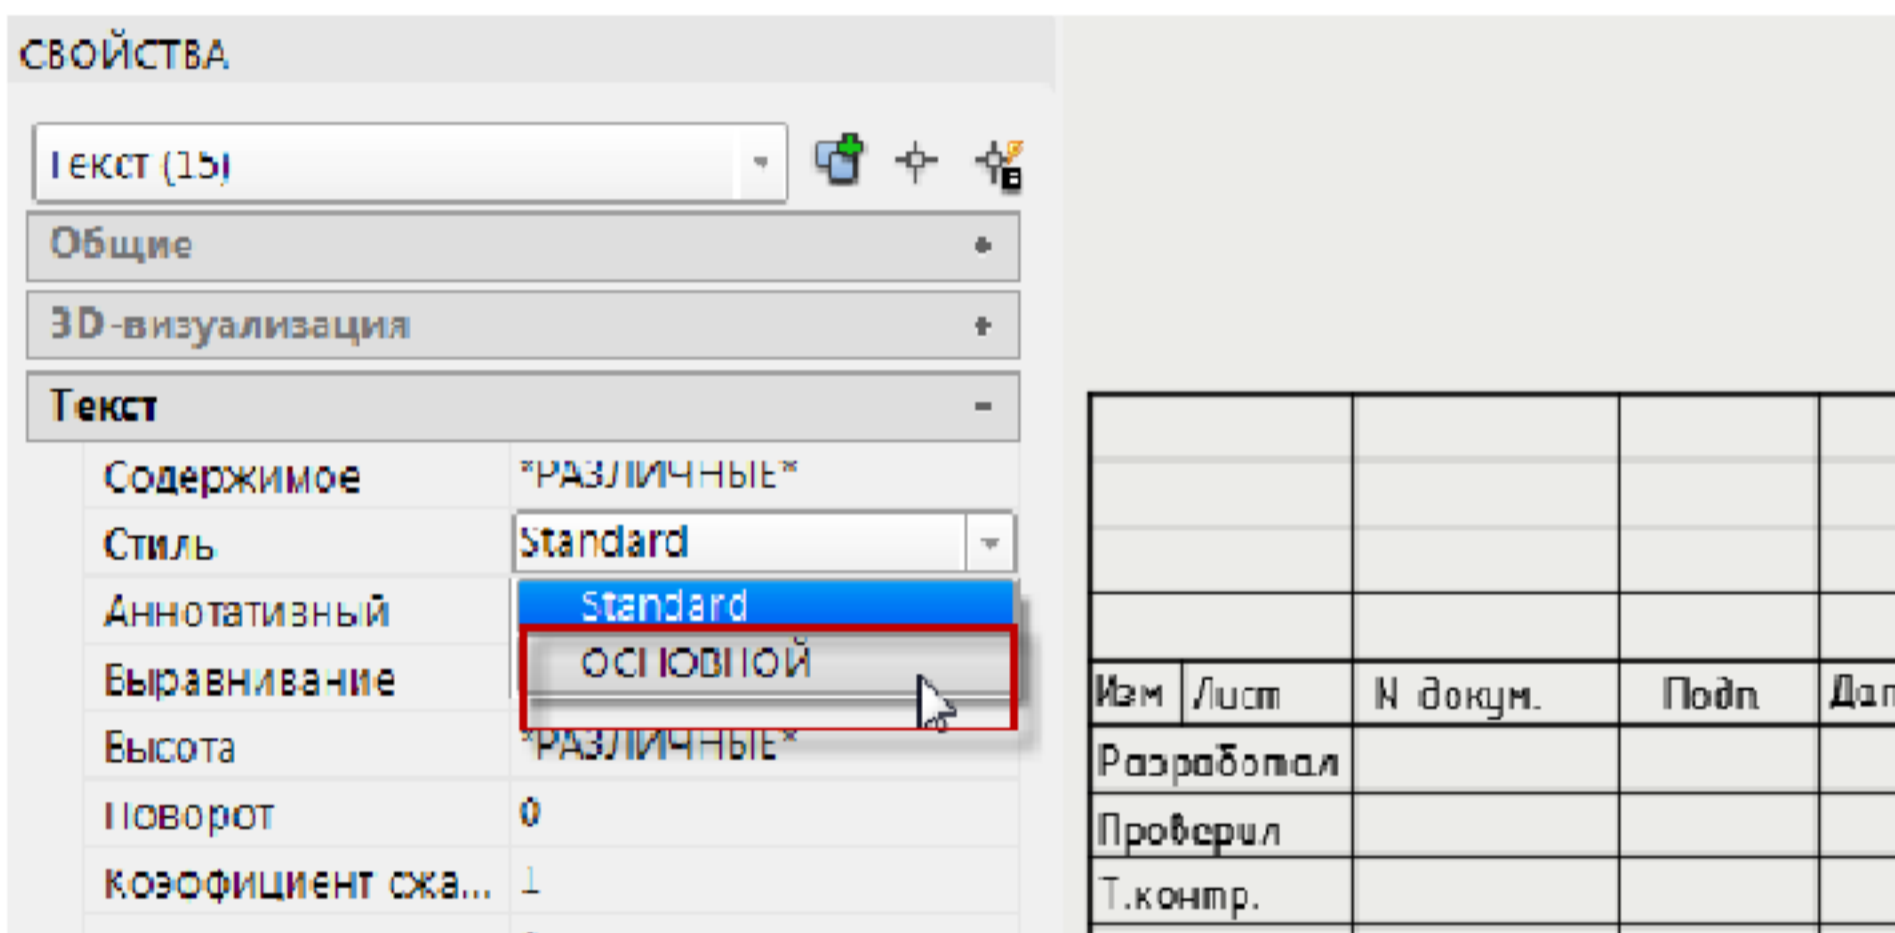 СВОЙСТВА
Текст (15)
Общие
3D-визуализация
Текст
Содержимое *РАЗЛИЧНЫЕ*
Стиль Standard
Standard
Аннотативный
ОСНОВНОЙ
Выравнивание
Высота *РАЗЛИЧНЫЕ*
Поворот 0
Коэффициент сжа... 1
Изм Лист N докум. Подп. Дат
Разработал
Проверил
Т.контр.